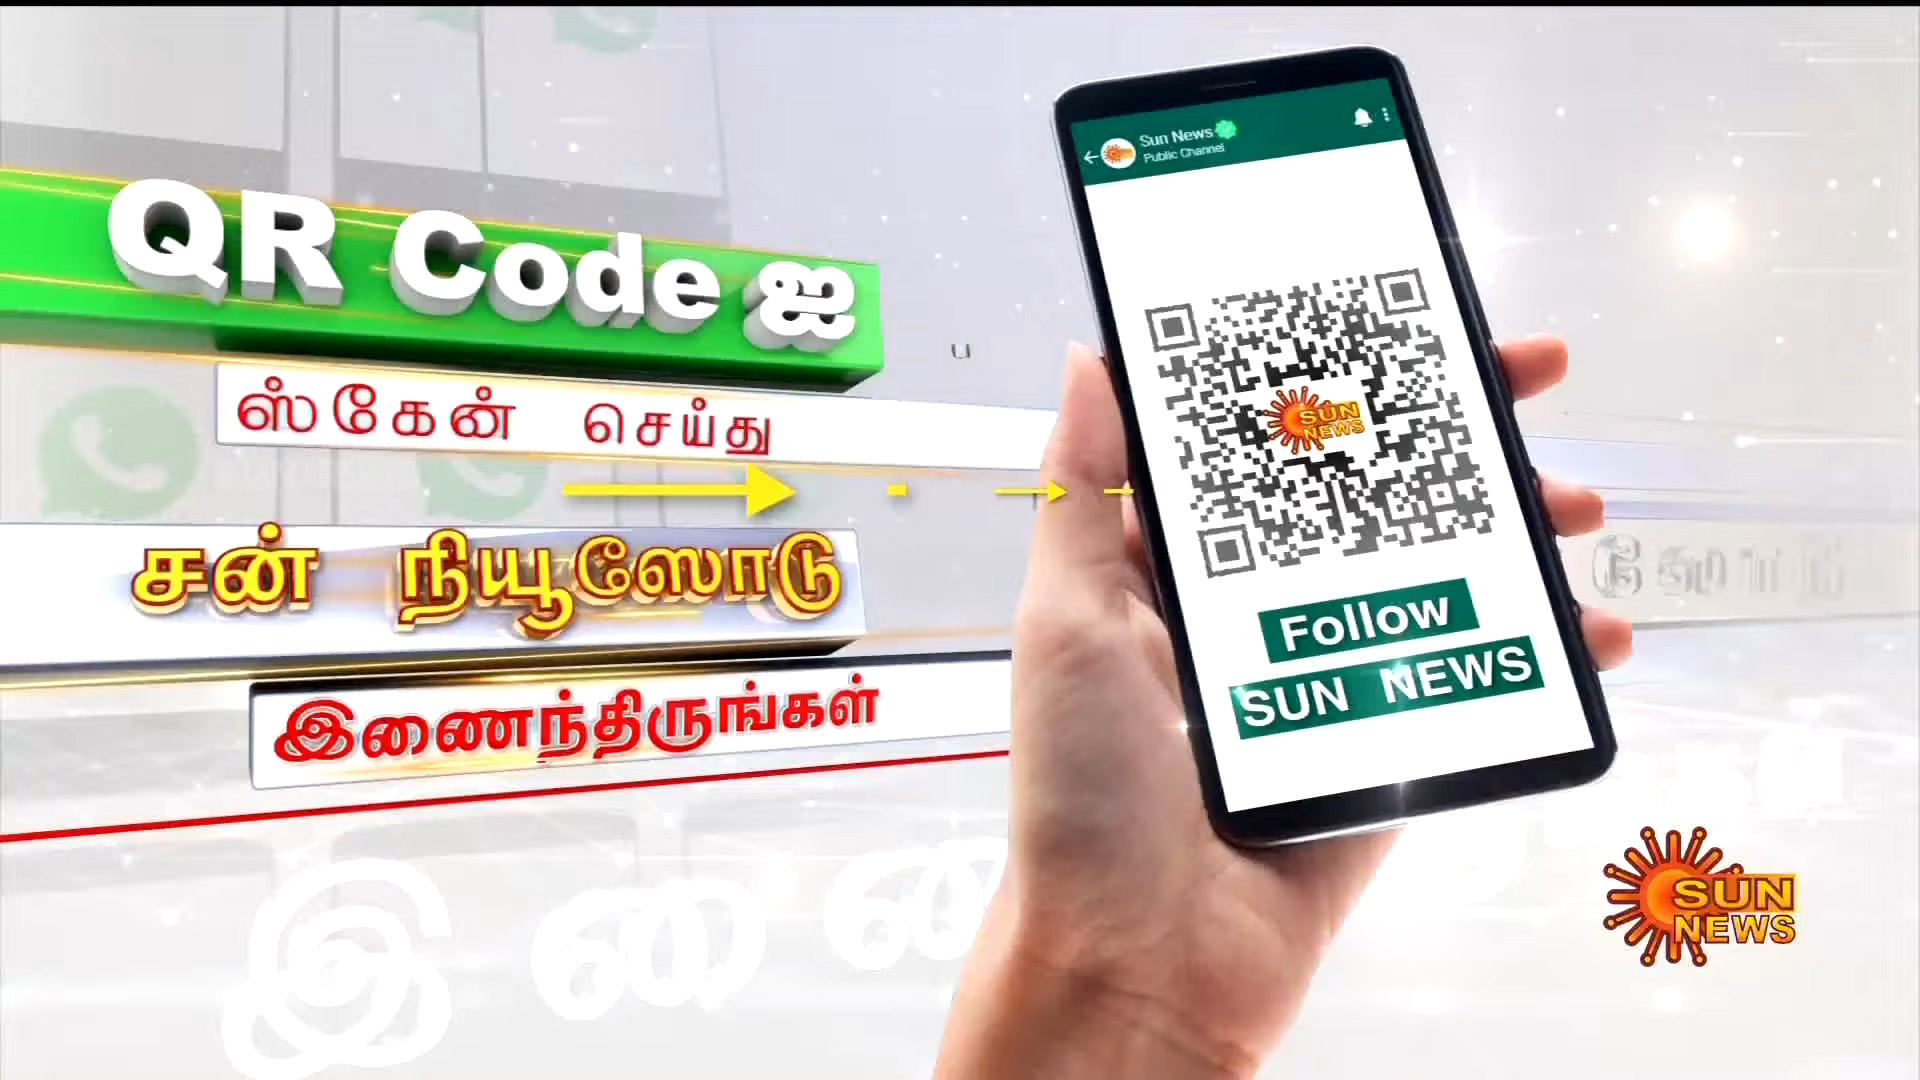 QR Code ஐ
ஸ்கேன் செய்து
சன் நியூஸோடு
இணைந்திருங்கள்
Sun News
Public Channel
SUN
NEWS
Follow
SUN NEWS
SUN
NEWS